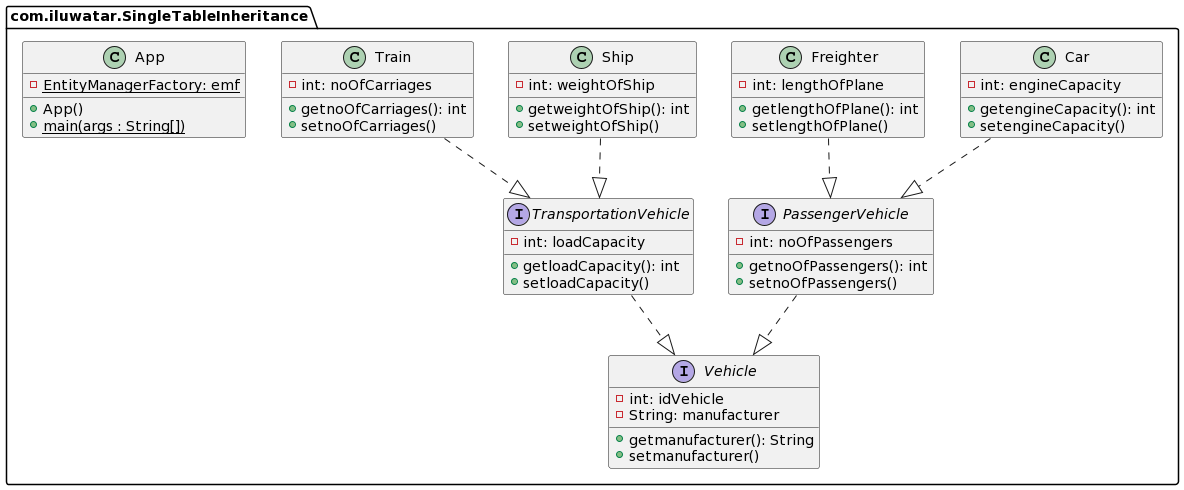 com.iluwatar.SingleTableInheritance
C App
EntityManagerFactory: emf
App()
main(args : String[])
C Train
int: noOfCarriages
getnoOfCarriages(): int
setnoOfCarriages()
C Ship
int: weightOfShip
getweightOfShip(): int
setweightOfShip()
C Freighter
int: lengthOfPlane
getlengthOfPlane(): int
setlengthOfPlane()
C Car
int: engineCapacity
getengineCapacity(): int
setengineCapacity()
I TransportationVehicle
int: loadCapacity
getloadCapacity(): int
setloadCapacity()
I PassengerVehicle
int: noOfPassengers
getnoOfPassengers(): int
setnoOfPassengers()
I Vehicle
int: idVehicle
String: manufacturer
getmanufacturer(): String
setmanufacturer()